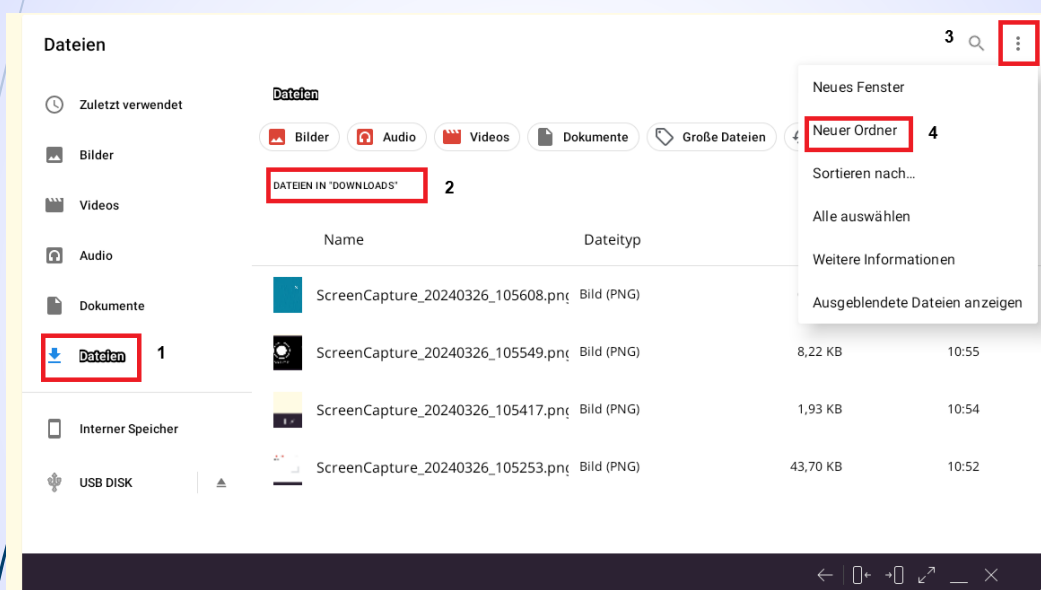 Dateien
3
Neues Fenster
Neuer Ordner
4
Sortieren nach...
Alle auswählen
Weitere Informationen
Ausgeblendete Dateien anzeigen
Zuletzt verwendet
Bilder
Videos
Audio
Dokumente
Dateien
1
Interner Speicher
USB DISK
Dateien
Bilder
Audio
Videos
Dokumente
Große Dateien
DATEIEN IN "DOWNLOADS"
2
Name Dateityp
ScreenCapture_20240326_105608.png Bild (PNG)
ScreenCapture_20240326_105549.png Bild (PNG) 8,22 KB 10:55
ScreenCapture_20240326_105417.png Bild (PNG) 1,93 KB 10:54
ScreenCapture_20240326_105253.png Bild (PNG) 43,70 KB 10:52